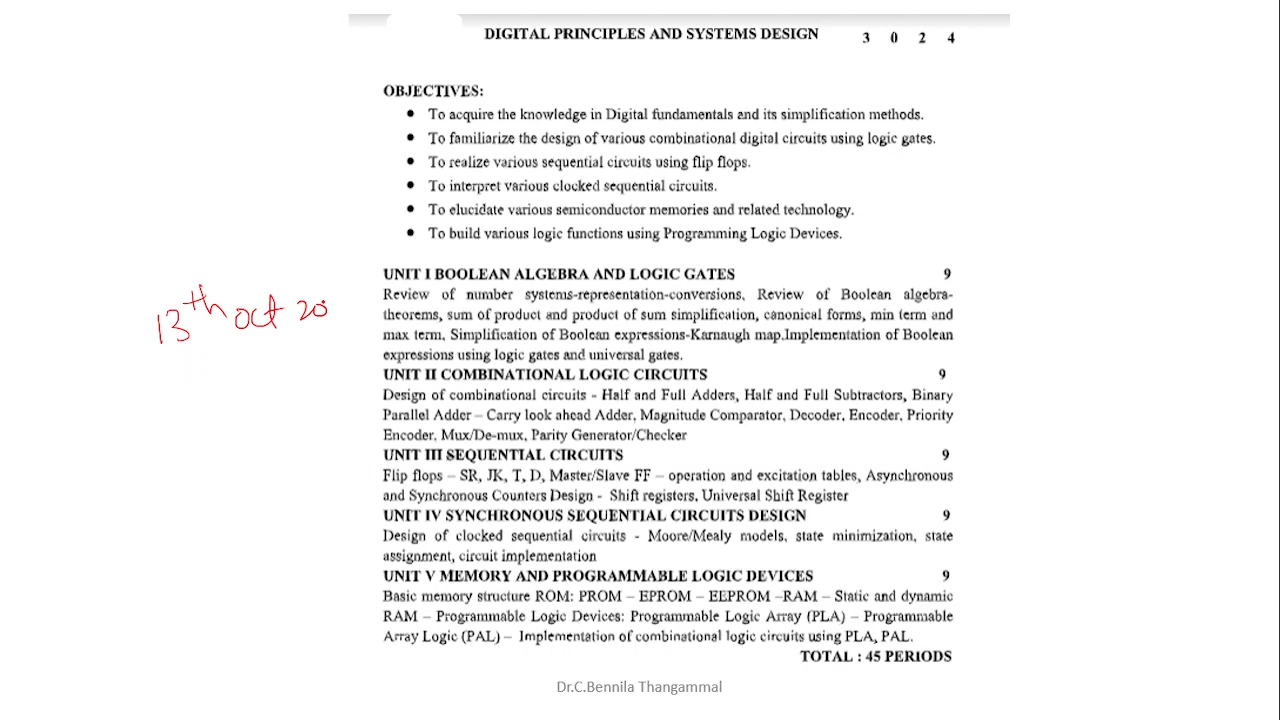 DIGITAL PRINCIPLES AND SYSTEMS DESIGN 3 0 2 4
OBJECTIVES:
• To acquire the knowledge in Digital fundamentals and its simplification methods.
• To familiarize the design of various combinational digital circuits using logic gates.
• To realize various sequential circuits using flip flops.
• To interpret various clocked sequential circuits.
• To elucidate various semiconductor memories and related technology.
• To build various logic functions using Programming Logic Devices.
UNIT I BOOLEAN ALGEBRA AND LOGIC GATES 9
Review of number systems-representation-conversions, Review of Boolean algebra-
theorems, sum of product and product of sum simplification, canonical forms, min term and
max term, Simplification of Boolean expressions-Karnaugh map,Implementation of Boolean
expressions using logic gates and universal gates.
13th oct 20
UNIT II COMBINATIONAL LOGIC CIRCUITS 9
Design of combinational circuits - Half and Full Adders, Half and Full Subtractors, Binary
Parallel Adder – Carry look ahead Adder, Magnitude Comparator, Decoder, Encoder, Priority
Encoder, Mux/De-mux, Parity Generator/Checker
UNIT III SEQUENTIAL CIRCUITS 9
Flip flops – SR, JK, T, D, Master/Slave FF – operation and excitation tables, Asynchronous
and Synchronous Counters Design - Shift registers, Universal Shift Register
UNIT IV SYNCHRONOUS SEQUENTIAL CIRCUITS DESIGN 9
Design of clocked sequential circuits - Moore/Mealy models, state minimization, state
assignment, circuit implementation
UNIT V MEMORY AND PROGRAMMABLE LOGIC DEVICES 9
Basic memory structure ROM: PROM – EPROM – EEPROM –RAM – Static and dynamic
RAM – Programmable Logic Devices: Programmable Logic Array (PLA) – Programmable
Array Logic (PAL) – Implementation of combinational logic circuits using PLA, PAL.
TOTAL : 45 PERIODS
Dr.C.Bennila Thangammal